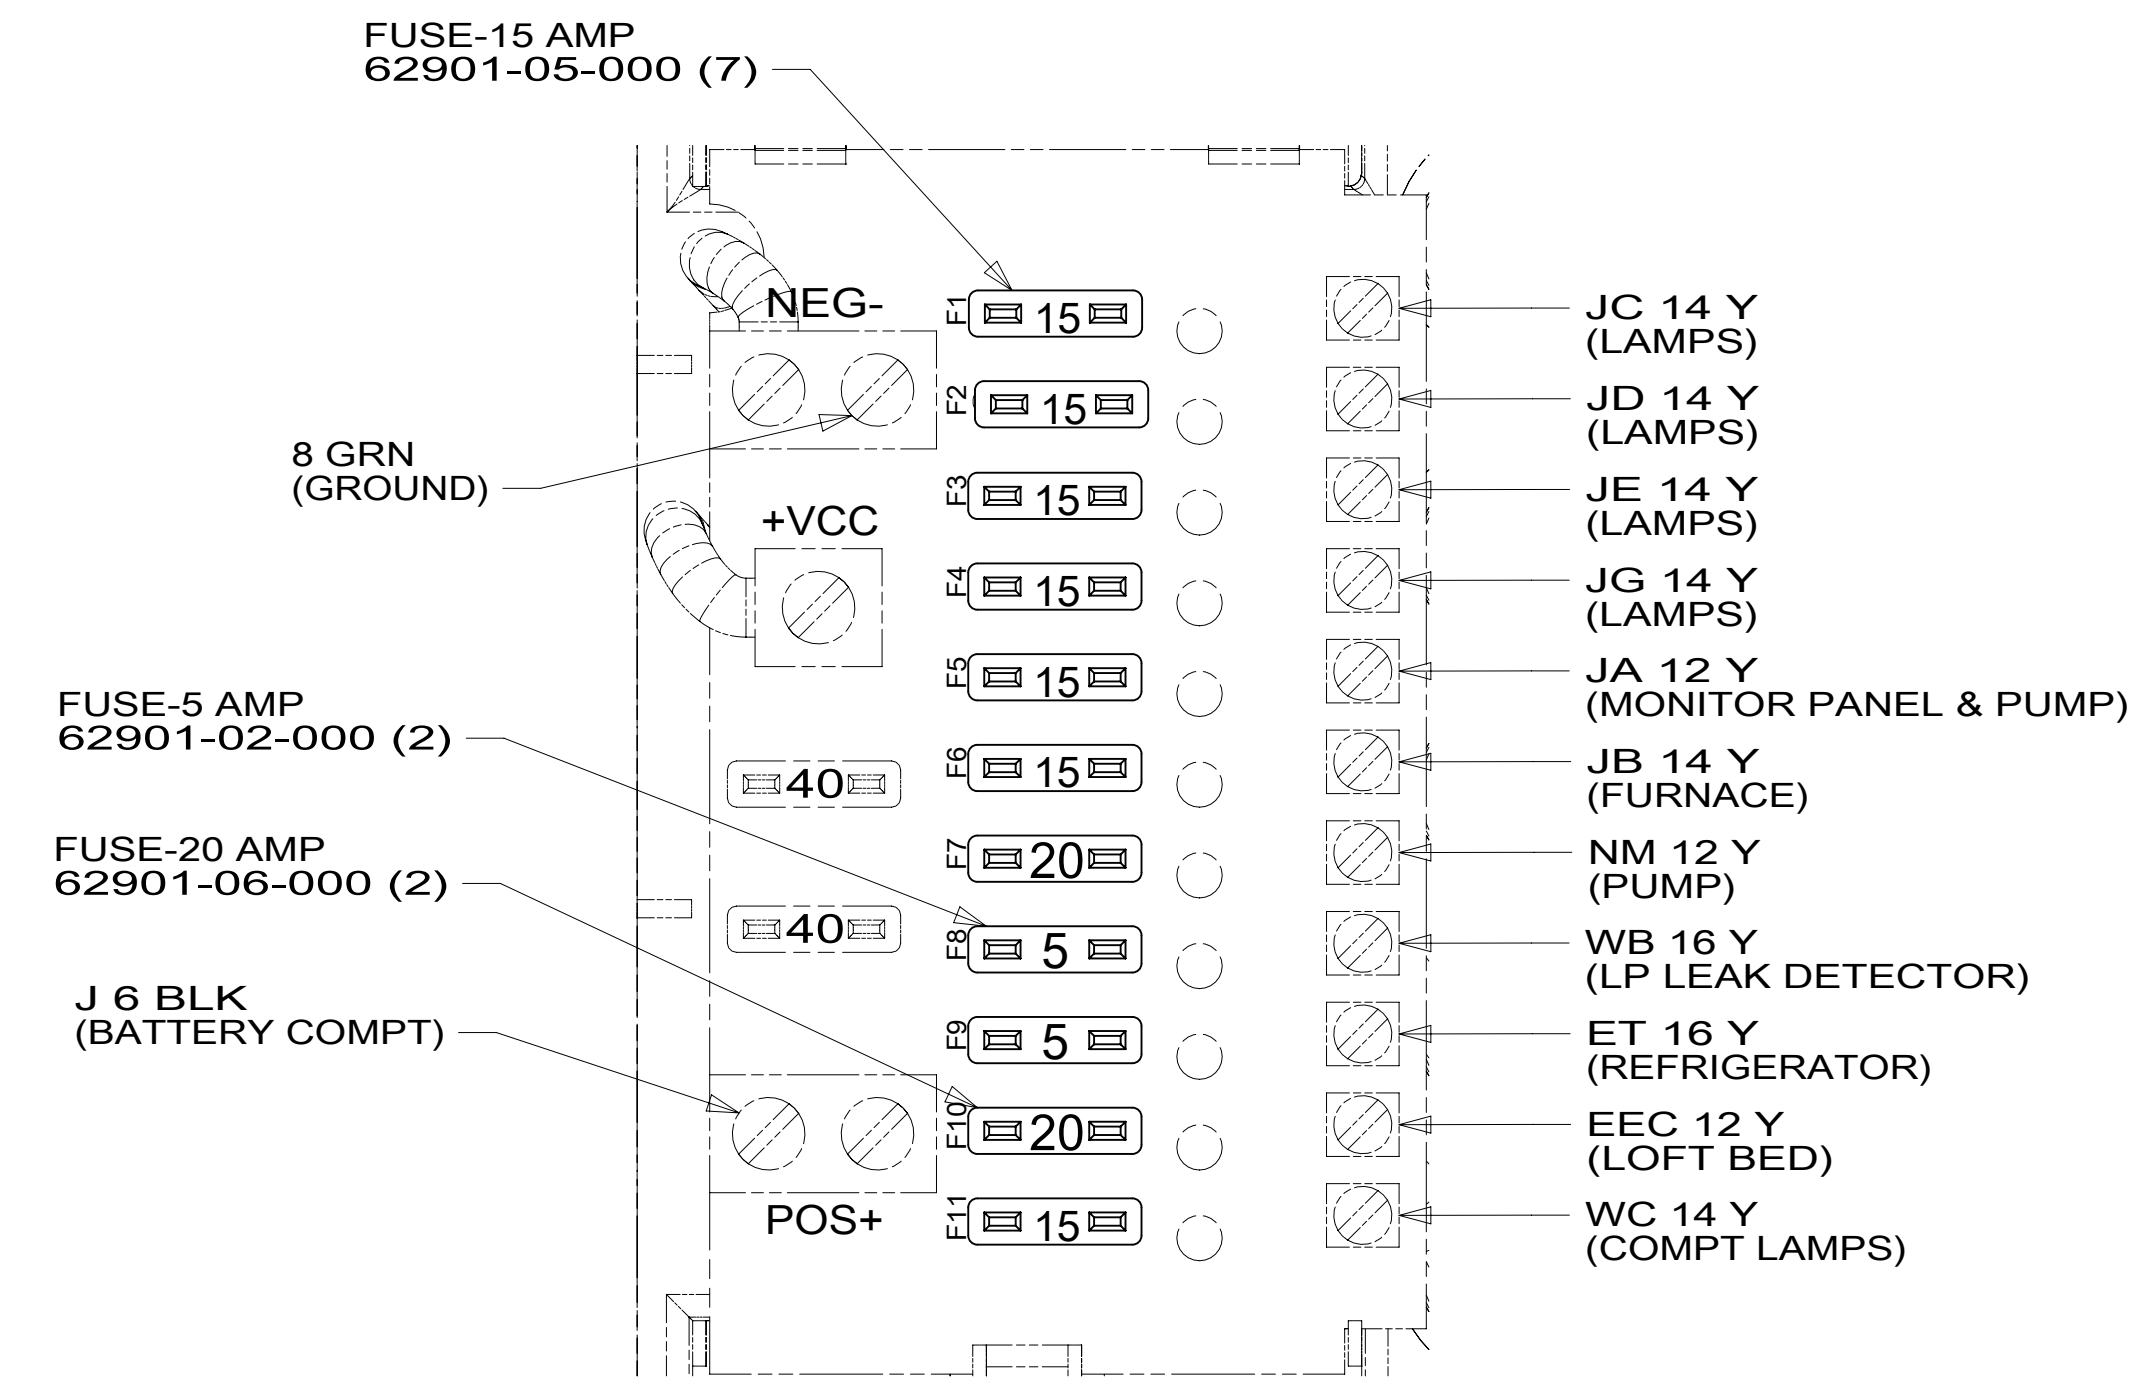 FUSE-15 AMP
62901-05-000 (7)
NEG-
8 GRN
(GROUND)
+VCC
FUSE-5 AMP
62901-02-000 (2)
40
FUSE-20 AMP
62901-06-000 (2)
40
J 6 BLK
(BATTERY COMPT)
POS+
F1 15
F2 15
F3 15
F4 15
F5 15
F6 15
F7 20
F8 5
F9 5
F10 20
F11 15
JC 14 Y
(LAMPS)
JD 14 Y
(LAMPS)
JE 14 Y
(LAMPS)
JG 14 Y
(LAMPS)
JA 12 Y
(MONITOR PANEL & PUMP)
JB 14 Y
(FURNACE)
NM 12 Y
(PUMP)
WB 16 Y
(LP LEAK DETECTOR)
ET 16 Y
(REFRIGERATOR)
EEC 12 Y
(LOFT BED)
WC 14 Y
(COMPT LAMPS)